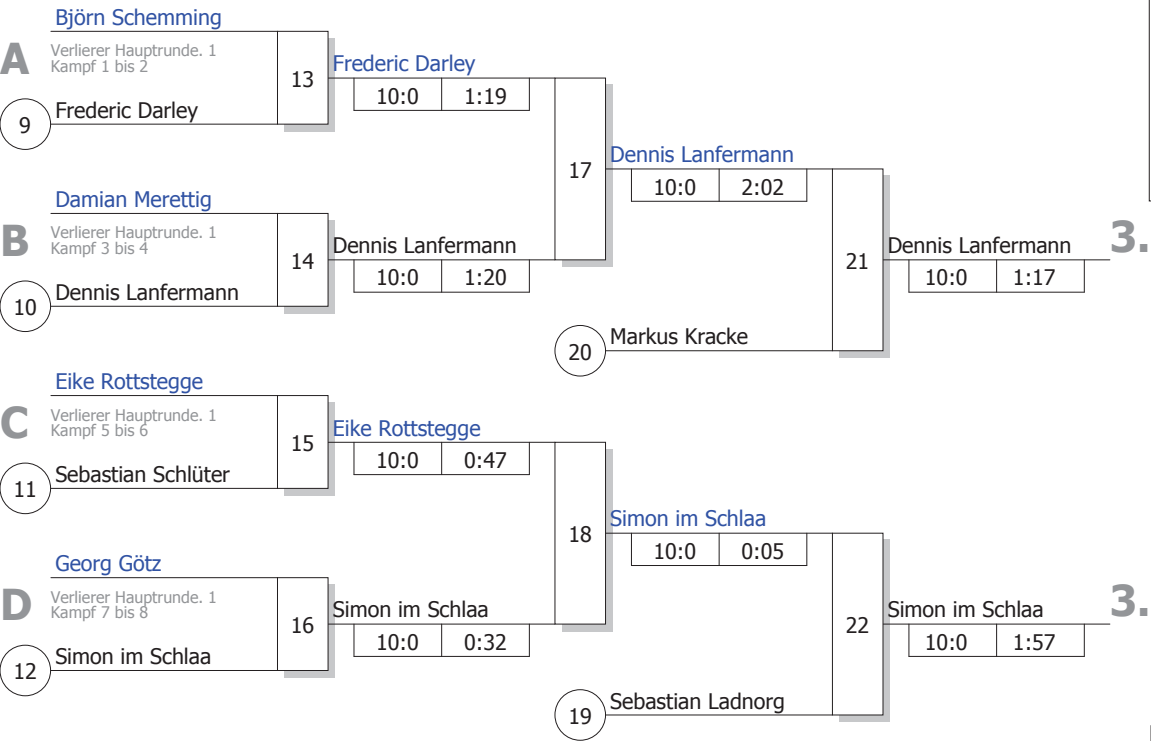 Björn Schemming
A
Verlierer Hauptrunde. 1
Kampf 1 bis 2
13
Frederic Darley
10:0 1:19
9
Frederic Darley
17
Dennis Lanfermann
10:0 2:02
Damian Merettig
B
Verlierer Hauptrunde. 1
Kampf 3 bis 4
14
Dennis Lanfermann
10:0 1:20
10
Dennis Lanfermann
21
Dennis Lanfermann
10:0 1:17
3.
20
Markus Kracke
Eike Rottstegge
C
Verlierer Hauptrunde. 1
Kampf 5 bis 6
15
Eike Rottstegge
10:0 0:47
11
Sebastian Schlüter
18
Simon im Schlaa
10:0 0:05
Georg Götz
D
Verlierer Hauptrunde. 1
Kampf 7 bis 8
16
Simon im Schlaa
10:0 0:32
12
Simon im Schlaa
22
Simon im Schlaa
10:0 1:57
3.
19
Sebastian Ladnorg